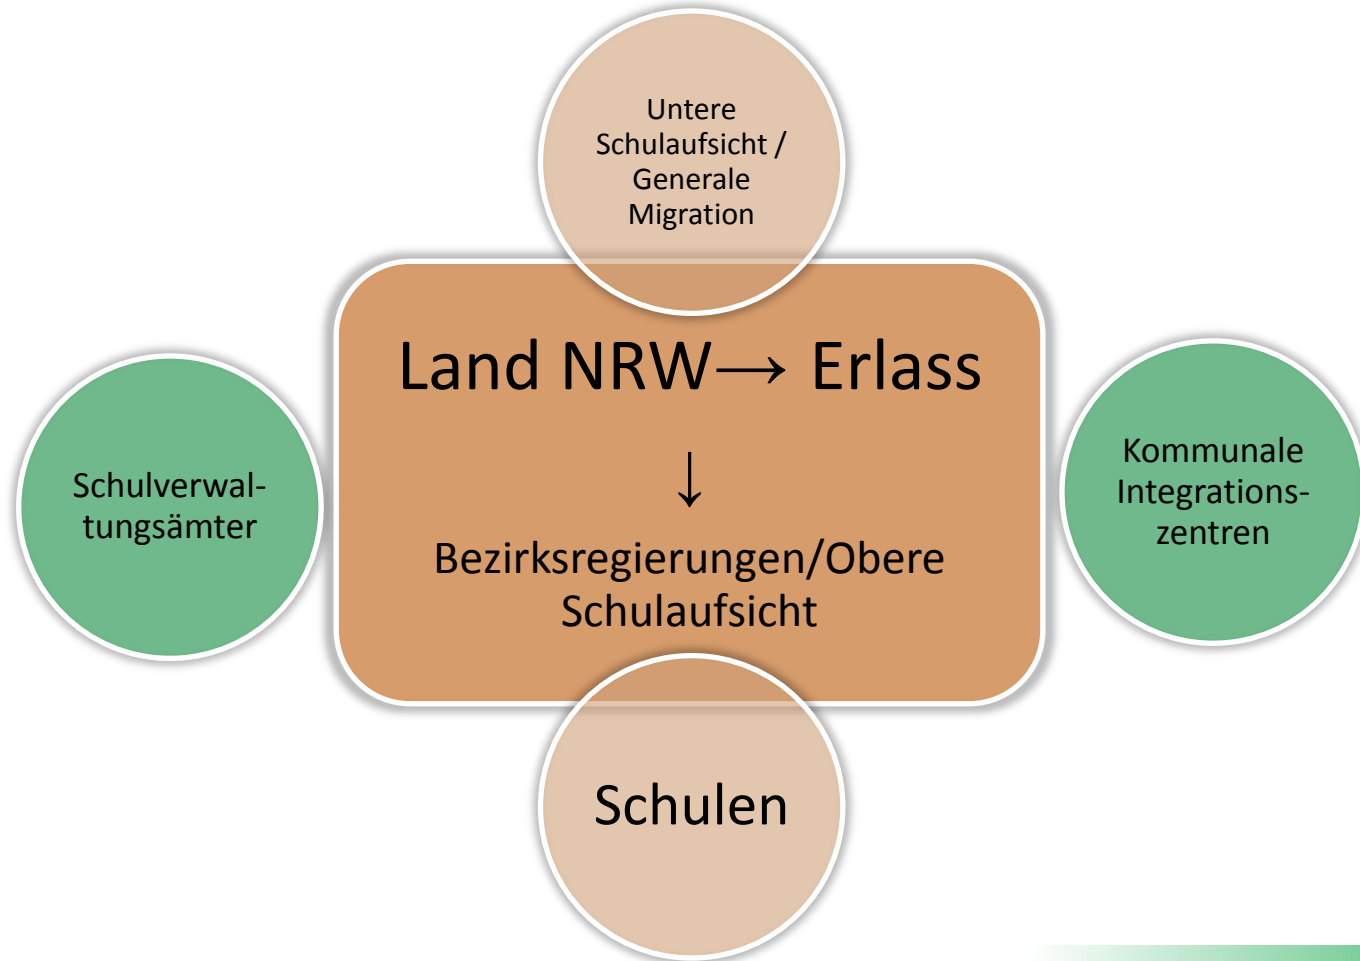 Untere
Schulaufsicht /
Generale
Migration
Land NRW→ Erlass
↓
Bezirksregierungen/Obere
Schulaufsicht
Schulverwal-
tungsämter
Kommunale
Integrations-
zentren
Schulen